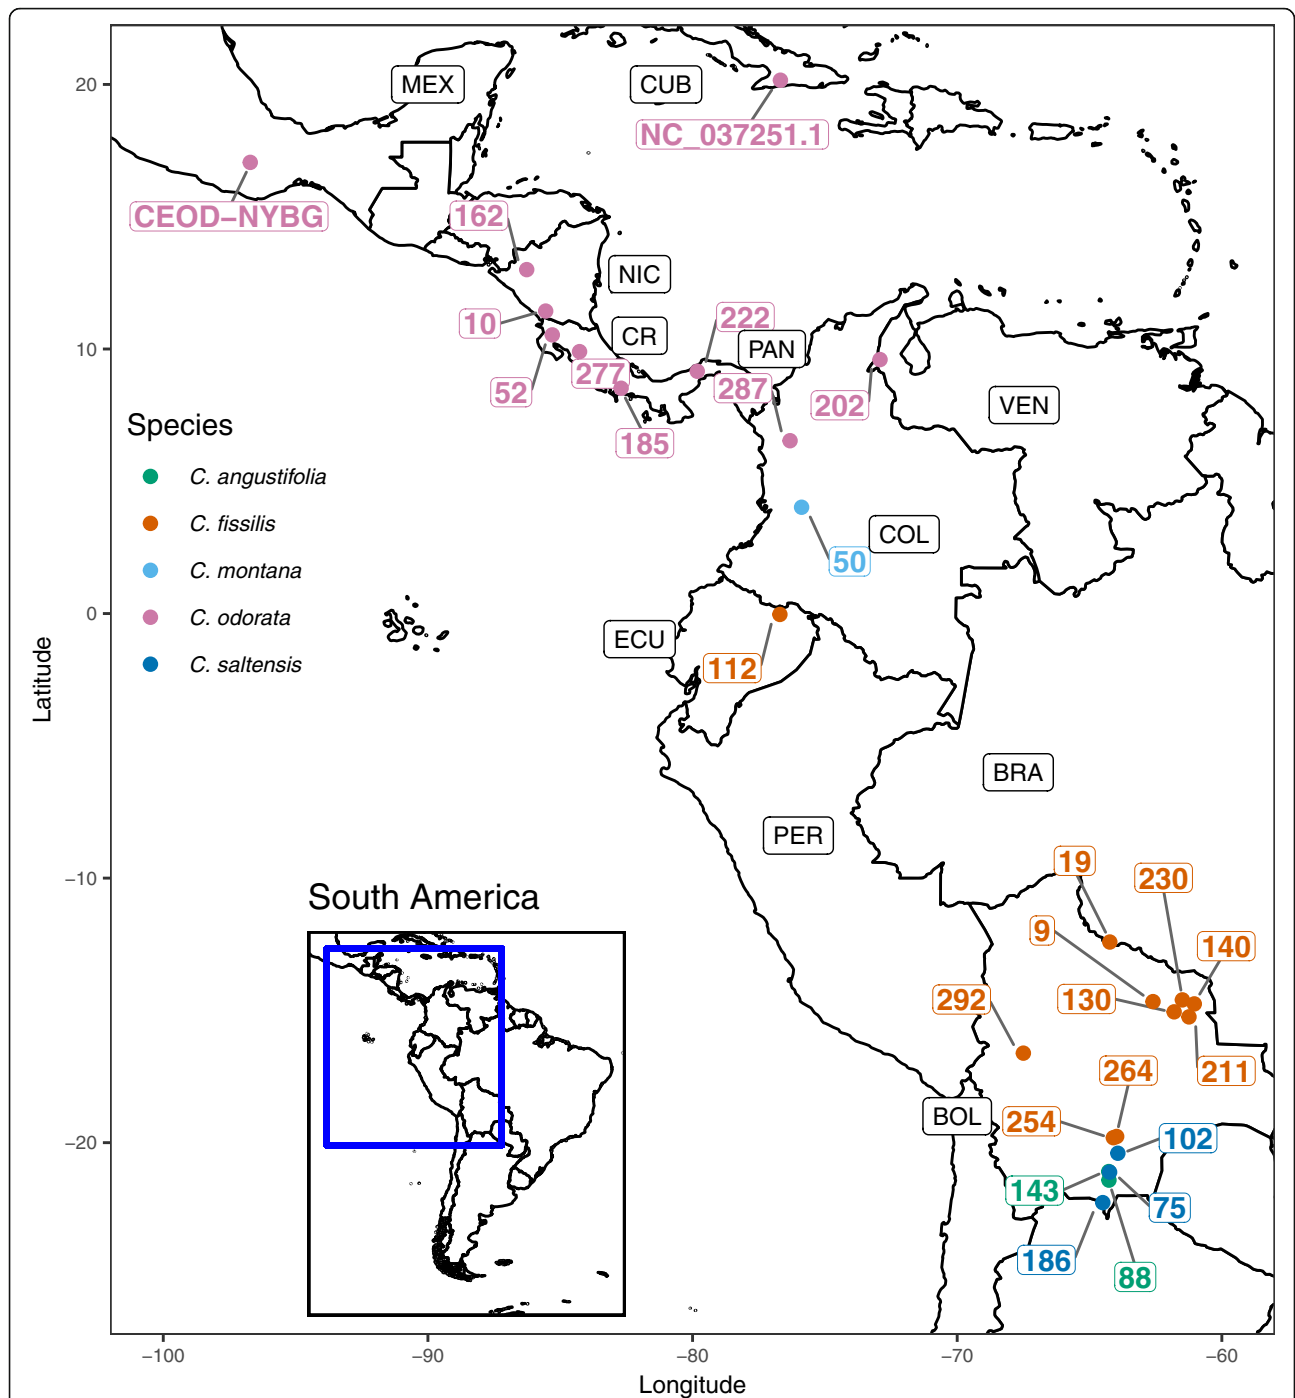 20
10
0
−10
−20
Latitude
MEX
CUB
NC_037251.1
CEOD−NYBG
162
NIC
10
CR
222
PAN
52
277
287
202
VEN
185
Species
C. angustifolia
C. fissilis
C. montana
C. odorata
C. saltensis
COL
50
ECU
112
BRA
PER
19
230
9
140
292
130
211
264
BOL
254
102
143
75
186
88
South America
−100
−90
−80
−70
−60
Longitude